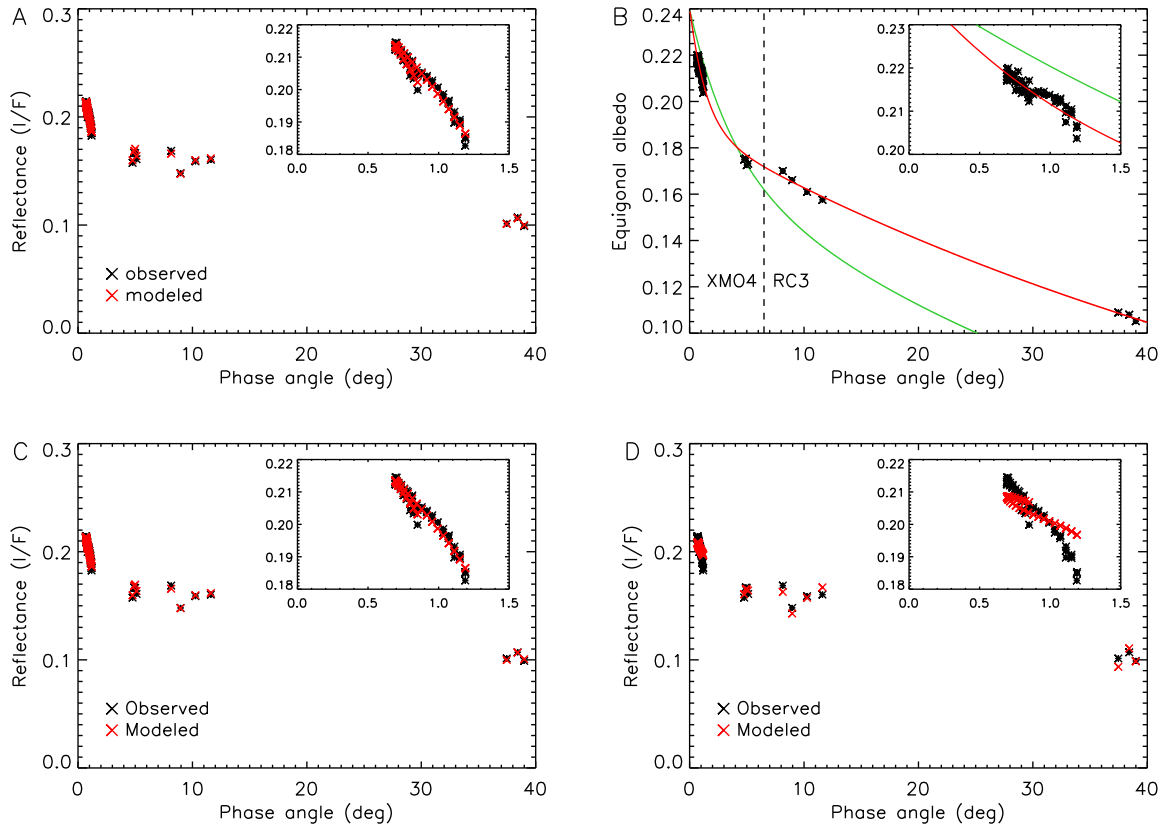 A
0.3
0.2
0.1
0.0
Reflectance (I/F)
0 10 20 30 40
Phase angle (deg)
observed
modeled
0.22
0.21
0.20
0.19
0.18
0.0 0.5 1.0 1.5
B
0.24
0.22
0.20
0.18
0.16
0.14
0.12
0.10
Equigonal albedo
0 10 20 30 40
Phase angle (deg)
XMO4 RC3
0.23
0.22
0.21
0.20
0.0 0.5 1.0 1.5
C
0.3
0.2
0.1
0.0
Reflectance (I/F)
0 10 20 30 40
Phase angle (deg)
Observed
Modeled
0.22
0.21
0.20
0.19
0.18
0.0 0.5 1.0 1.5
D
0.3
0.2
0.1
0.0
Reflectance (I/F)
0 10 20 30 40
Phase angle (deg)
Observed
Modeled
0.22
0.21
0.20
0.19
0.18
0.0 0.5 1.0 1.5